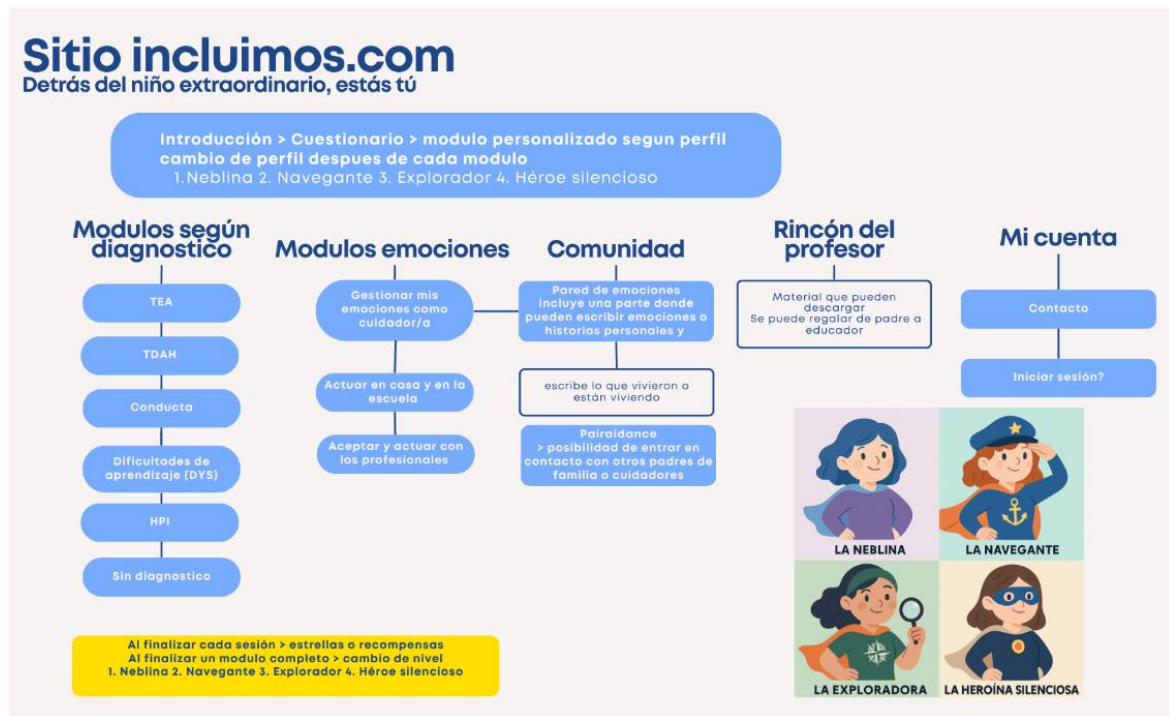 Sitio incluimos.com
Detrás del niño extraordinario, estás tú
Introducción > Cuestionario > modulo personalizado segun perfil
cambio de perfil despues de cada modulo
1.Neblina 2. Navegante 3. Explorador 4. Héroe silencioso
Modulos según
diagnostico
TEA
TDAH
Conducta
Dificultades de
aprendizaje (DYS)
HPI
Sin diagnostico
Modulos emociones
Gestionar mis
emociones como
cuidador/a
Actuar en casa y en la
escuela
Aceptar y actuar con
los profesionales
Comunidad
Pared de emociones
incluye una parte donde
pueden escribir emociones o
historias personales y
escribe lo que vivieron o
están viviendo
Pairaidance
> posibilidad de entrar en
contacto con otros padres de
familia o cuidadores
Rincón del
profesor
Material que pueden
descargar
Se puede regalar de padre a
educador
Mi cuenta
Contacto
Iniciar sesión?
LA NEBLINA
LA NAVEGANTE
LA EXPLORADORA
LA HEROÍNA SILENCIOSA
Al finalizar cada sesión > estrellas o recompensas
Al finalizar un modulo completo > cambio de nivel
1. Neblina 2. Navegante 3. Explorador 4. Héroe silencioso